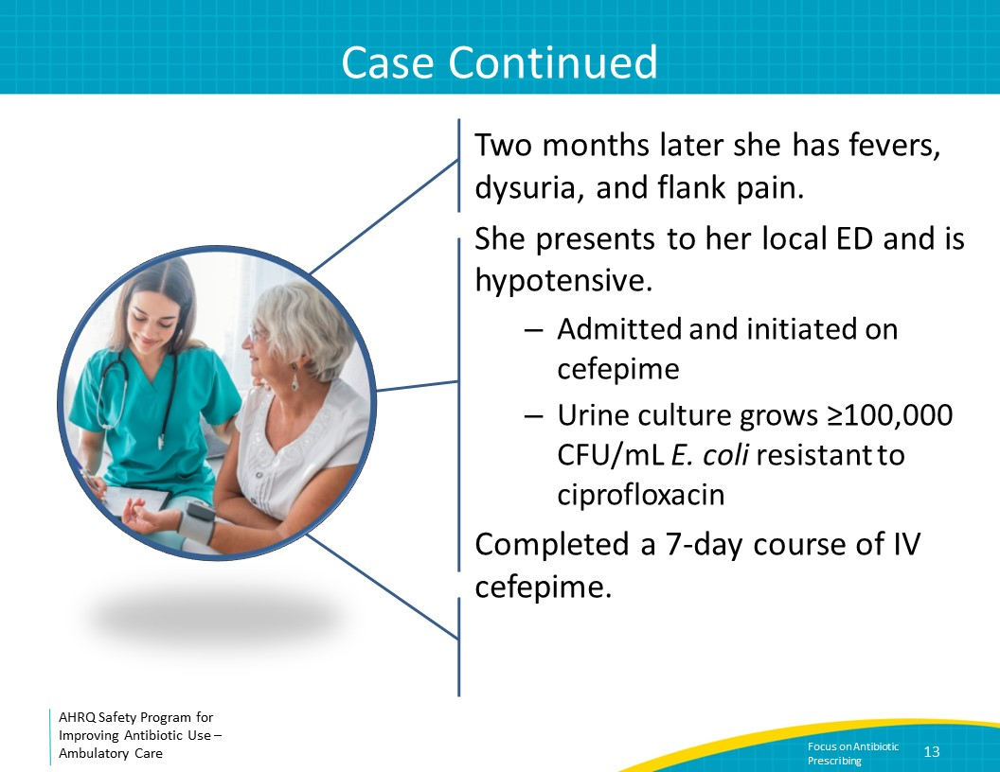 Case Continued
Two months later she has fevers,
dysuria, and flank pain.
She presents to her local ED and is
hypotensive.
– Admitted and initiated on
cefepime
– Urine culture grows ≥100,000
CFU/mL E. coli resistant to
ciprofloxacin
Completed a 7-day course of IV
cefepime.
AHRQ Safety Program for
Improving Antibiotic Use –
Ambulatory Care
Focus on Antibiotic
Prescribing
13